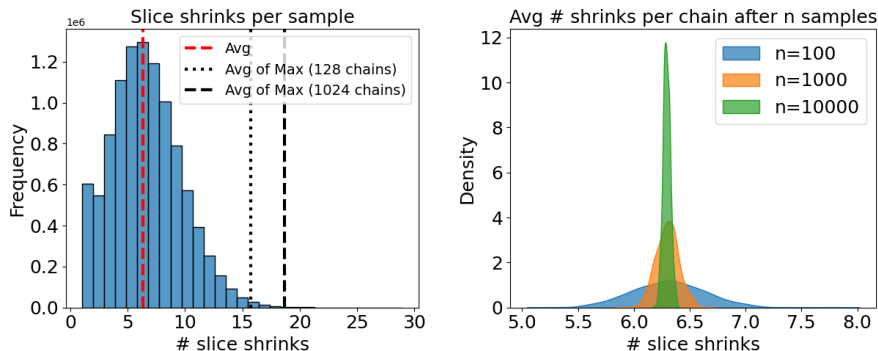 Slice shrinks per sample
1e6
Frequency
1.2
1.0
0.8
0.6
0.4
0.2
0.0
0 5 10 15 20 25 30
# slice shrinks
Avg
Avg of Max (128 chains)
Avg of Max (1024 chains)
Avg # shrinks per chain after n samples
Density
12
10
8
6
4
2
0
5.0 5.5 6.0 6.5 7.0 7.5 8.0
# slice shrinks
n=100
n=1000
n=10000